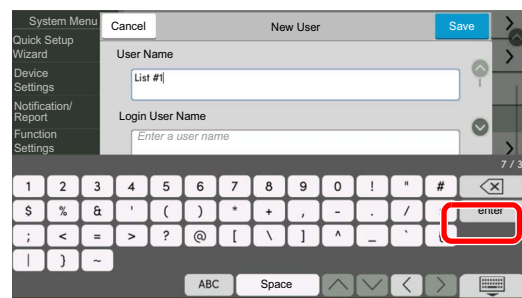 System Menu
Cancel
New User
Save
Quick Setup
Wizard
User Name
Device
Settings
List #1
Notification/
Report
Login User Name
Function
Settings
Enter a user name
7 / 3
1 2 3 4 5 6 7 8 9 0 ! " #
$ % & ' ( ) * + , - . / enter
; < = > ? @ [ \ ] ^ _ ` {
| } ~
ABC Space